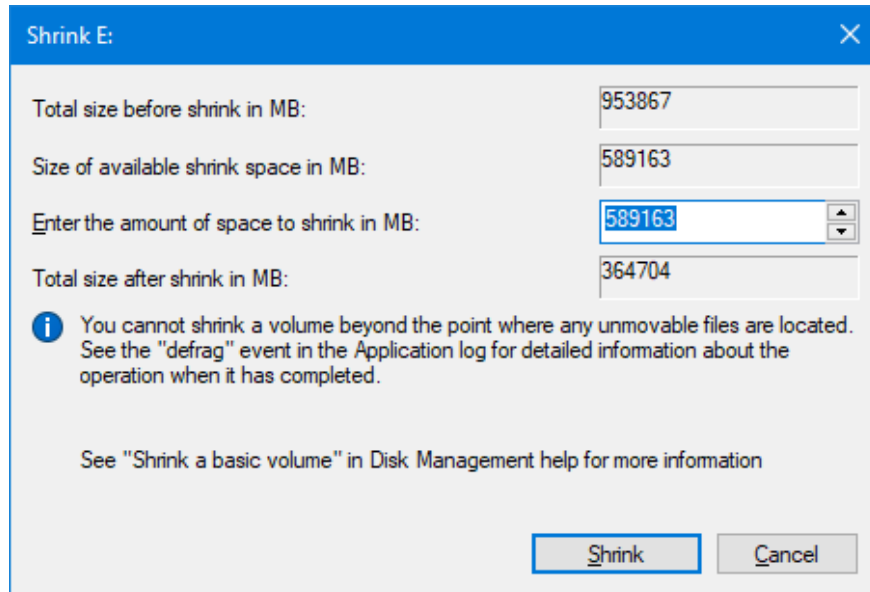 Shrink E:
Total size before shrink in MB: 953867
Size of available shrink space in MB: 589163
Enter the amount of space to shrink in MB: 589163
Total size after shrink in MB: 364704
You cannot shrink a volume beyond the point where any unmovable files are located.
See the "defrag" event in the Application log for detailed information about the
operation when it has completed.
See "Shrink a basic volume" in Disk Management help for more information
Shrink Cancel